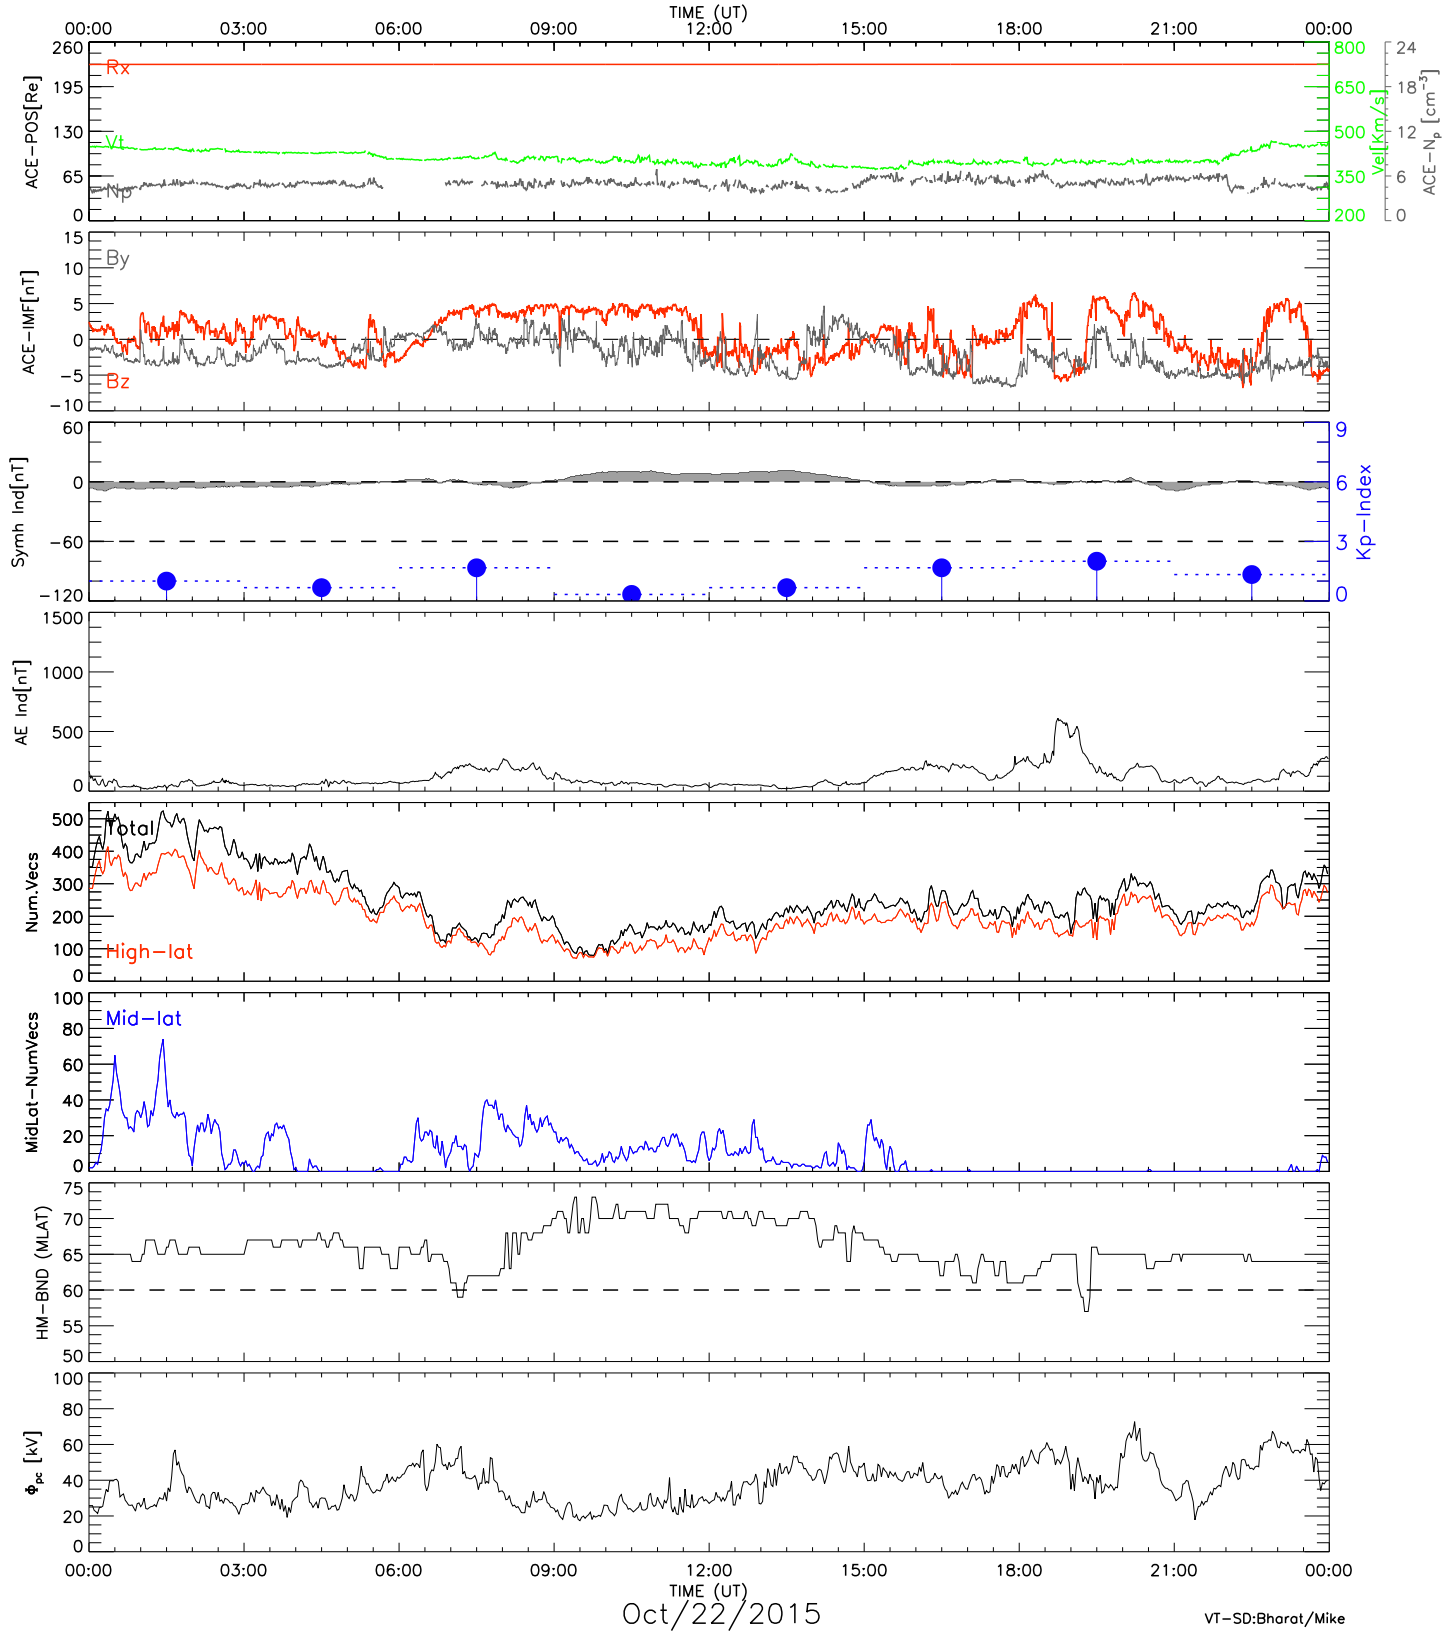 TIME (UT)
00:00 03:00 06:00 09:00 12:00 15:00 18:00 21:00 00:00
260 195 130 65 0
ACE-POS[Re]
Rx
Vt
Np
800 650 500 350 200
Vel[Km/s]
24 18 12 6 0
ACE-Np [cm-3]
15 10 5 0 -5 -10
ACE-IMF[nT]
By
Bz
60 0 -60 -120
Symh Ind[nT]
9 6 3 0
Kp-Index
1500 1000 500 0
AE Ind[nT]
500 400 300 200 100 0
Num.Vecs
Total
High-lat
100 80 60 40 20 0
MidLat-NumVecs
Mid-lat
75 70 65 60 55 50
HM-BND (MLAT)
100 80 60 40 20 0
Φpc [kV]
00:00 03:00 06:00 09:00 12:00 15:00 18:00 21:00 00:00
TIME (UT)
Oct/22/2015
VT-SD:Bharat/Mike